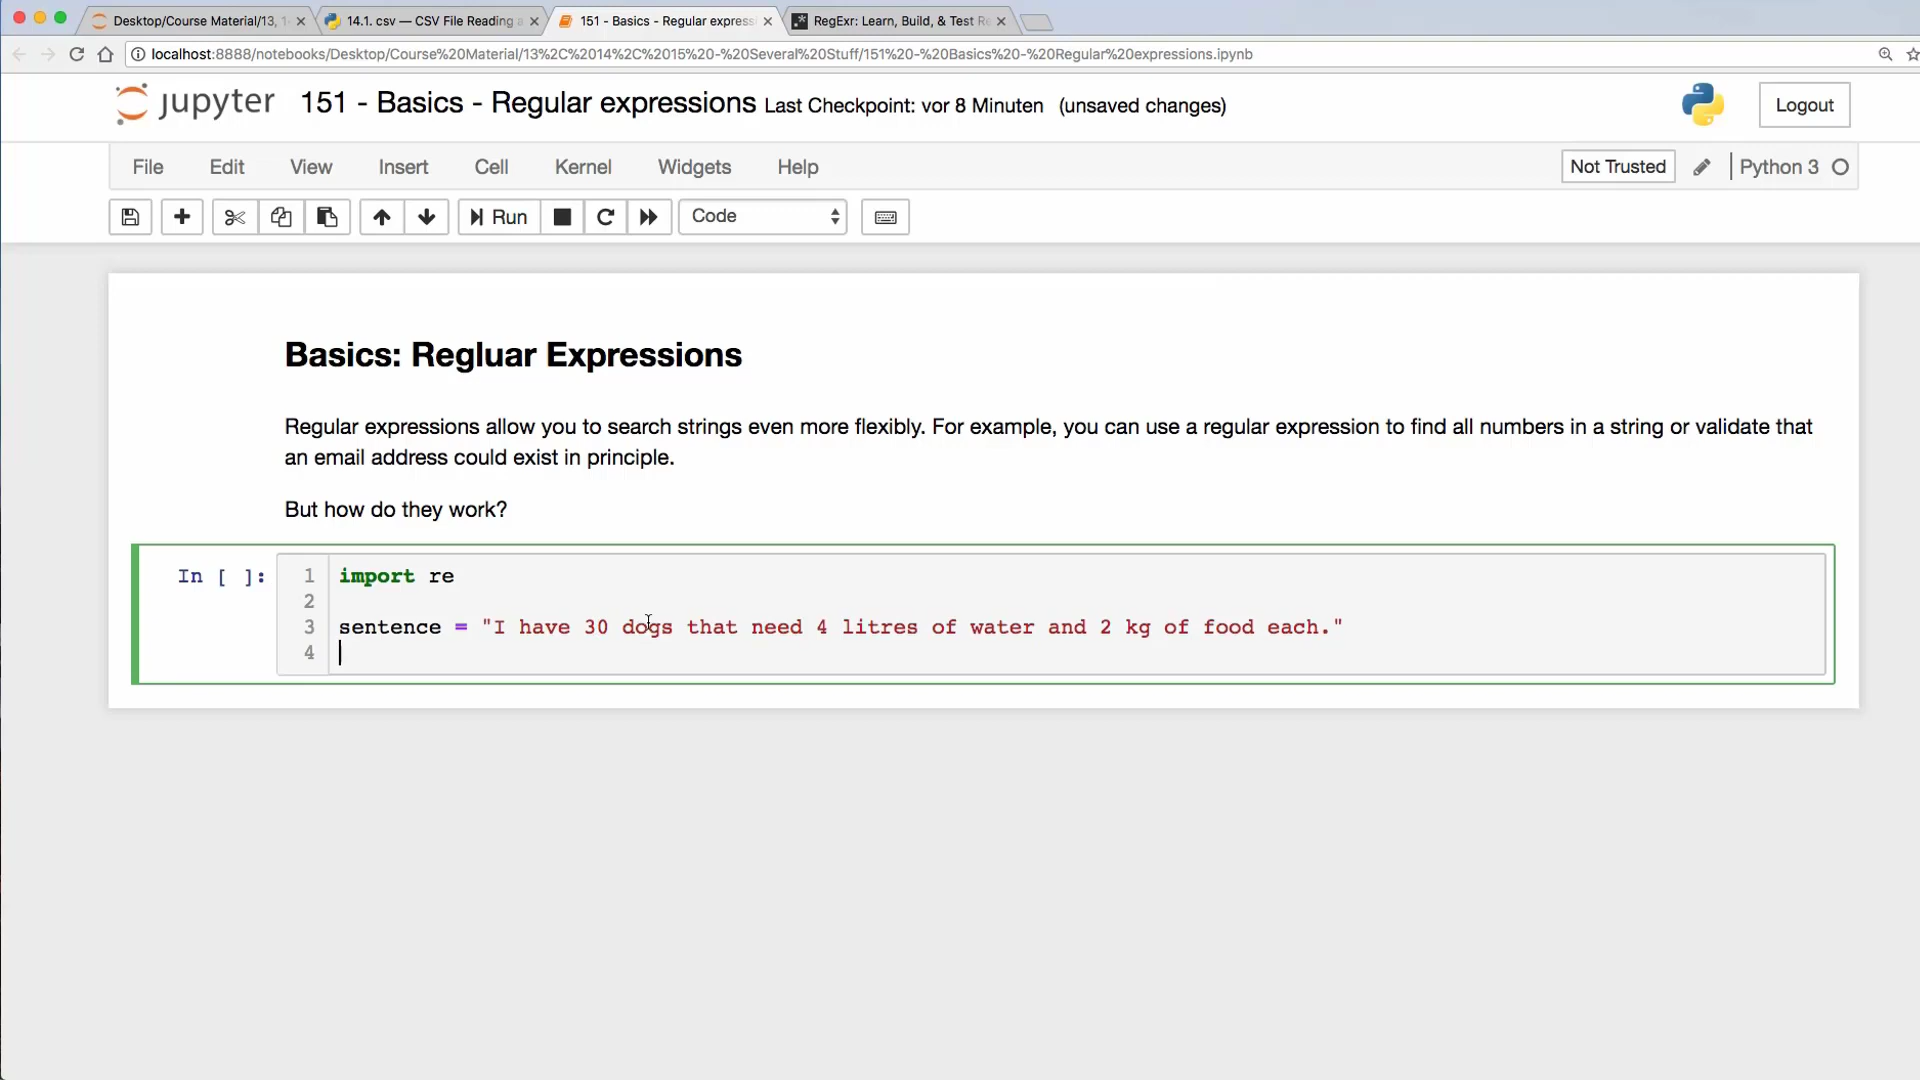 Desktop/Course Material/13, 1
14.1. csv — CSV File Reading a
151 - Basics - Regular express
RegExr: Learn, Build, & Test Re
localhost:8888/notebooks/Desktop/Course%20Material/13%2C%2014%2C%2015%20-%20Several%20Stuff/151%20-%20Basics%20-%20Regular%20expressions.ipynb
jupyter 151 - Basics - Regular expressions Last Checkpoint: vor 8 Minuten (unsaved changes)
Logout
File Edit View Insert Cell Kernel Widgets Help
Not Trusted Python 3
Run Code
Basics: Regluar Expressions
Regular expressions allow you to search strings even more flexibly. For example, you can use a regular expression to find all numbers in a string or validate that
an email address could exist in principle.
But how do they work?
In [ ]: 1 import re
2
3 sentence = "I have 30 dogs that need 4 litres of water and 2 kg of food each."
4